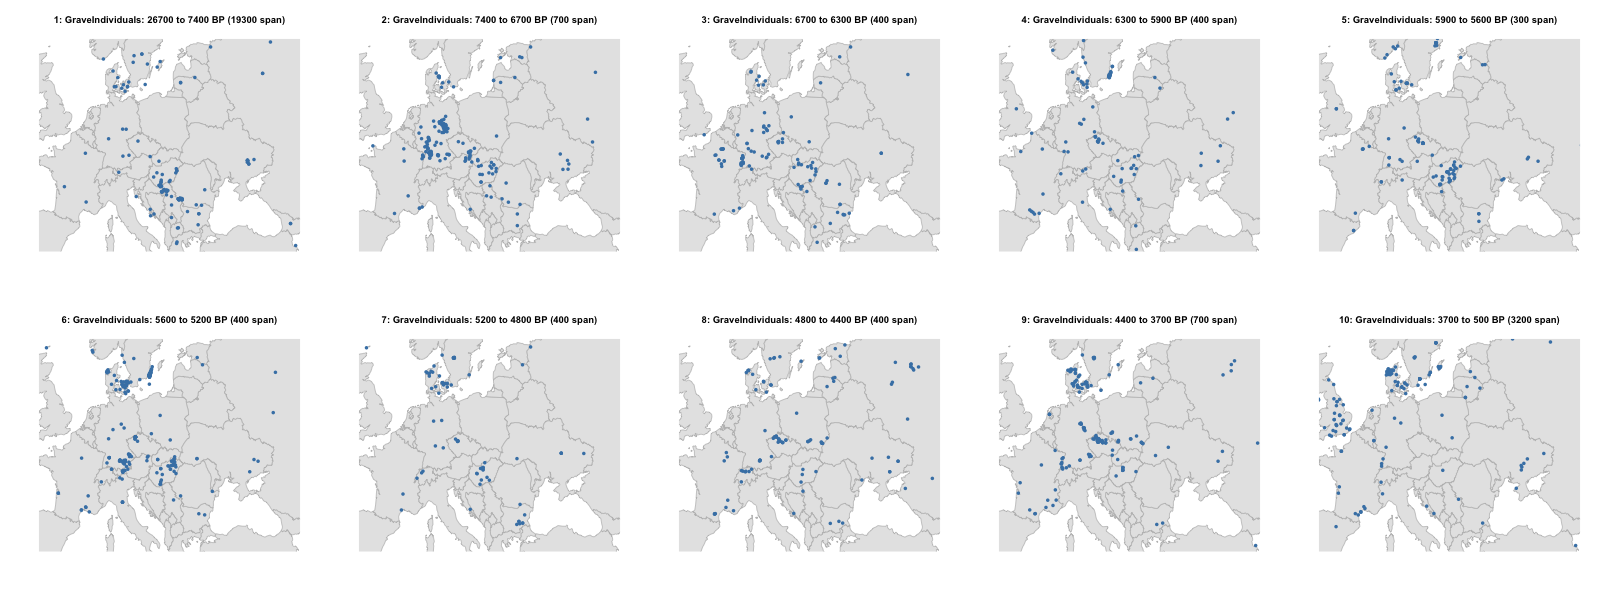 1: GraveIndividuals: 26700 to 7400 BP (19300 span)
2: GraveIndividuals: 7400 to 6700 BP (700 span)
3: GraveIndividuals: 6700 to 6300 BP (400 span)
4: GraveIndividuals: 6300 to 5900 BP (400 span)
5: GraveIndividuals: 5900 to 5600 BP (300 span)
6: GraveIndividuals: 5600 to 5200 BP (400 span)
7: GraveIndividuals: 5200 to 4800 BP (400 span)
8: GraveIndividuals: 4800 to 4400 BP (400 span)
9: GraveIndividuals: 4400 to 3700 BP (700 span)
10: GraveIndividuals: 3700 to 500 BP (3200 span)